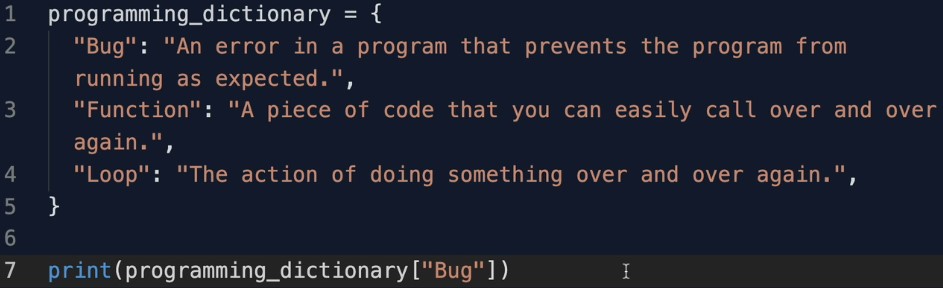 1 programming_dictionary = {
2 "Bug": "An error in a program that prevents the program from
running as expected.",
3 "Function": "A piece of code that you can easily call over and over
again.",
4 "Loop": "The action of doing something over and over again.",
5 }
6
7 print(programming_dictionary["Bug"])